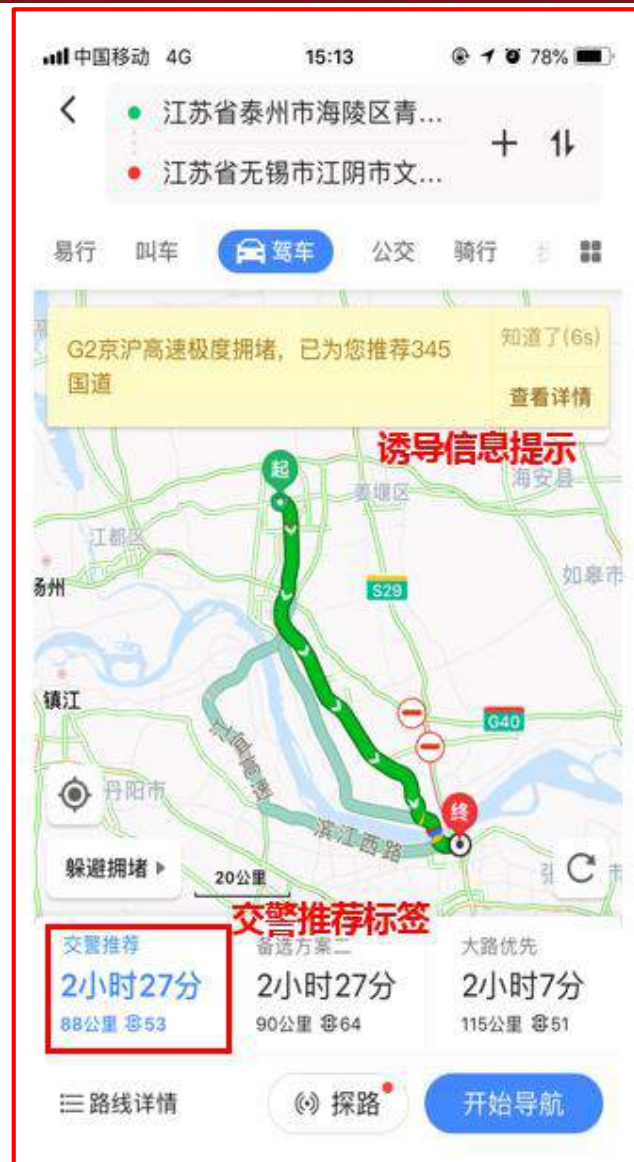 中国移动 4G 15:13 78%
江苏省泰州市海陵区青...
江苏省无锡市江阴市文...
易行 叫车 驾车 公交 骑行
G2京沪高速极度拥堵，已为您推荐345
国道
知道了(6s)
查看详情
诱导信息提示
起
姜堰区
海安县
江都区
扬州
S29
如皋市
镇江
G40
丹阳市
江宜高速
终
滨江西路
躲避拥堵
20公里
张
市
交警推荐标签
交警推荐 备选方案二 大路优先
2小时27分 2小时27分 2小时7分
88公里 53 90公里 64 115公里 51
路线详情 探路 开始导航